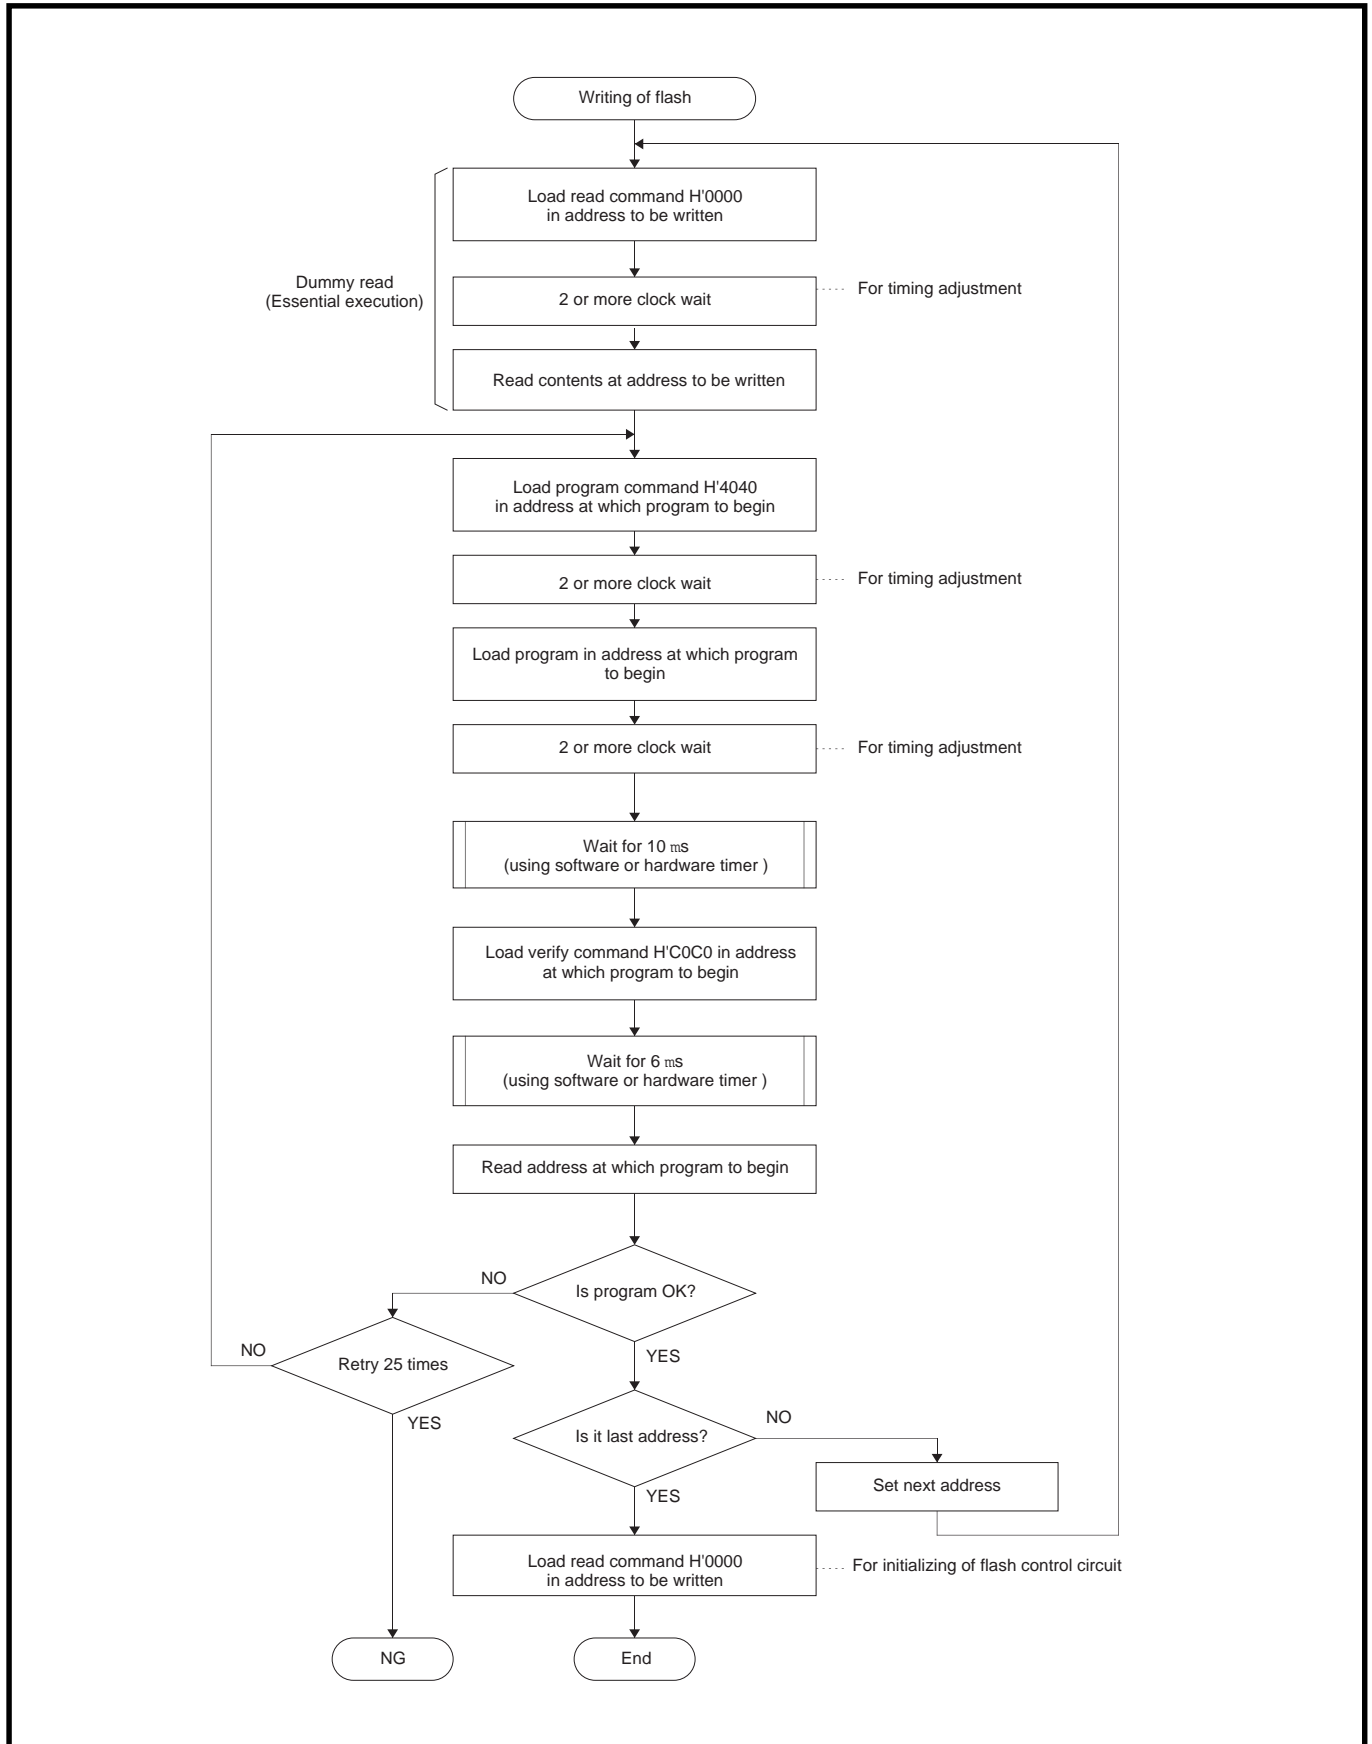 Writing of flash
Load read command H'0000
in address to be written
Dummy read
(Essential execution)
2 or more clock wait
For timing adjustment
Read contents at address to be written
Load program command H'4040
in address at which program to begin
2 or more clock wait
For timing adjustment
Load program in address at which program
to begin
2 or more clock wait
For timing adjustment
Wait for 10 ms
(using software or hardware timer )
Load verify command H'C0C0 in address
at which program to begin
Wait for 6 ms
(using software or hardware timer )
Read address at which program to begin
Is program OK?
NO
YES
Retry 25 times
NO
YES
Is it last address?
NO
YES
Set next address
Load read command H'0000
in address to be written
For initializing of flash control circuit
NG
End